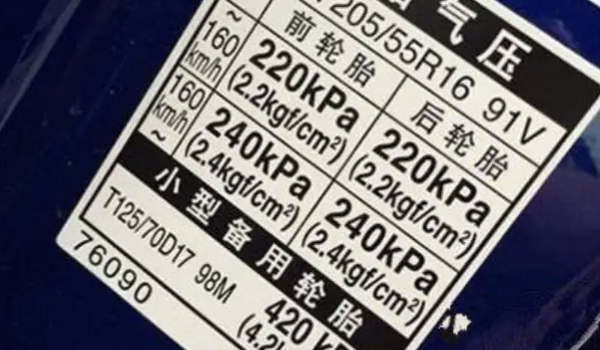 气压
205/55R16 91V
前轮胎 后轮胎
~160 km/h 220kPa (2.2kgf/cm²) 220kPa (2.2kgf/cm²)
160 km/h~ 240kPa (2.4kgf/cm²) 240kPa (2.4kgf/cm²)
小型备用轮胎
T125/70D17 98M 420 k
(4.2
76090